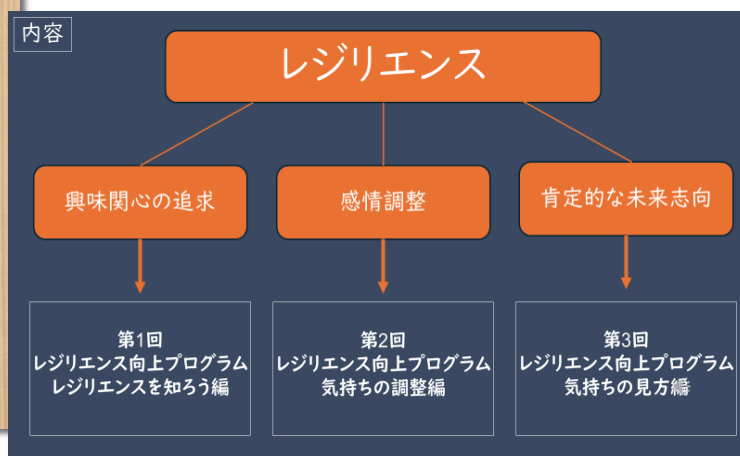 内容
レジリエンス
興味関心の追求
感情調整
肯定的な未来志向
第1回
レジリエンス向上プログラム
レジリエンスを知ろう編
第2回
レジリエンス向上プログラム
気持ちの調整編
第3回
レジリエンス向上プログラム
気持ちの見方編